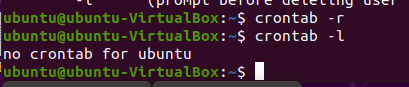 -l (prompt before deleting user
ubuntu@ubuntu-VirtualBox:~$ crontab -r
ubuntu@ubuntu-VirtualBox:~$ crontab -l
no crontab for ubuntu
ubuntu@ubuntu-VirtualBox:~$